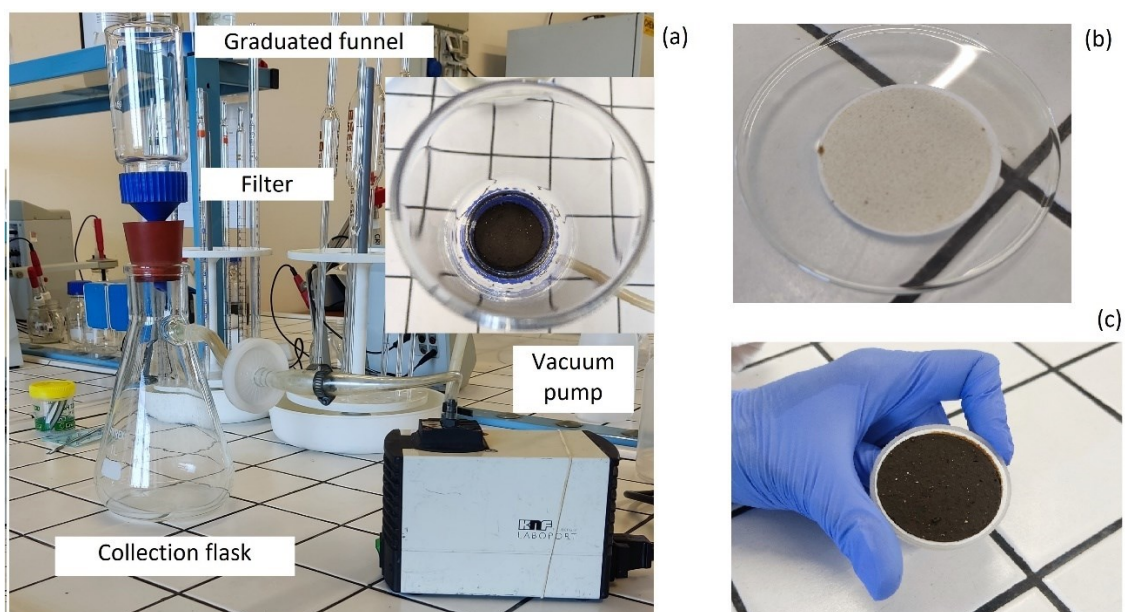 Graduated funnel
(a)
Filter
Vacuum
pump
KNF
LABOPORT
Collection flask
(b)
(c)